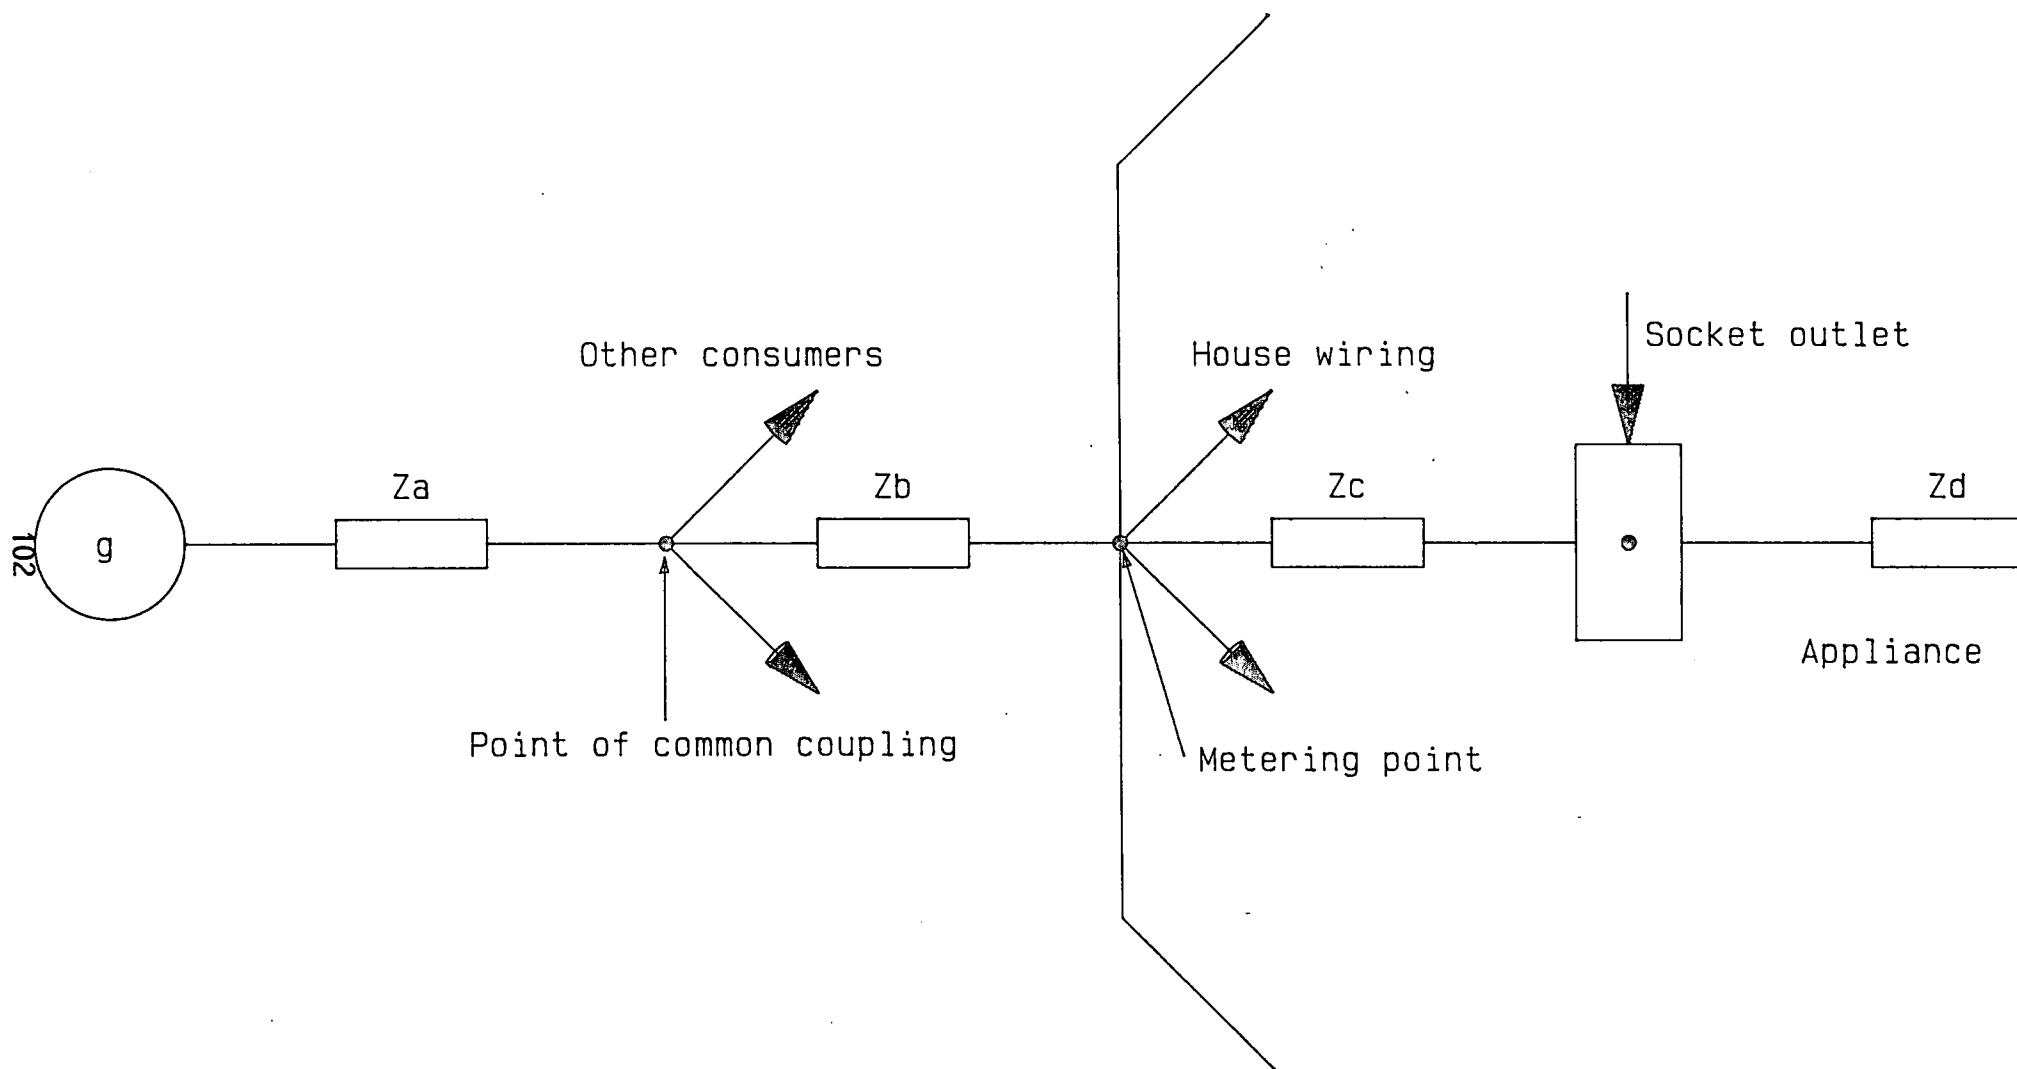 Other consumers
House wiring
Socket outlet
Za
Zb
Zc
Zd
g
102
Appliance
Point of common coupling
Metering point